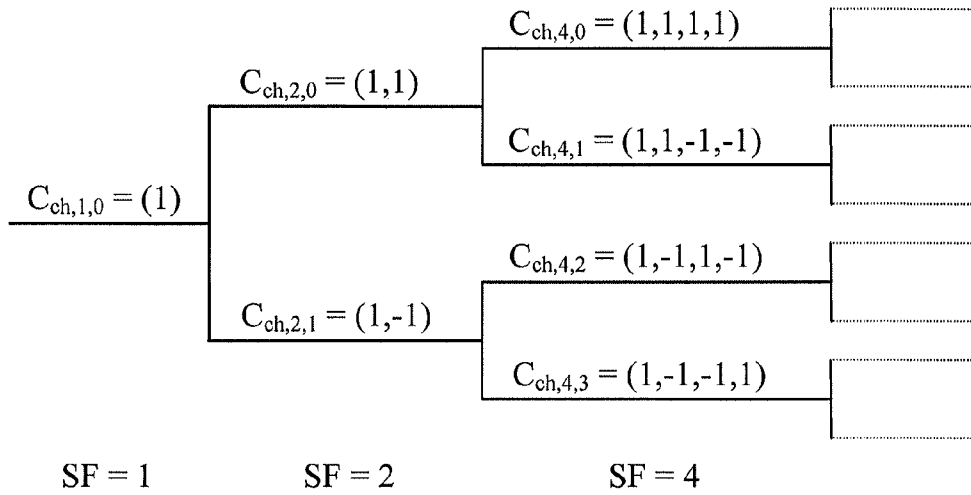 C_ch,4,0 = (1,1,1,1)
C_ch,2,0 = (1,1)
C_ch,4,1 = (1,1,-1,-1)
C_ch,1,0 = (1)
C_ch,4,2 = (1,-1,1,-1)
C_ch,2,1 = (1,-1)
C_ch,4,3 = (1,-1,-1,1)
SF = 1 SF = 2 SF = 4